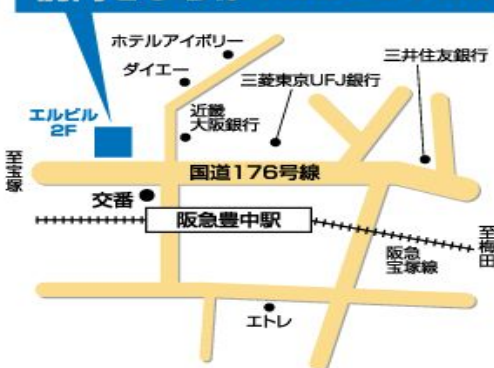 ホテルアイボリー
ダイエー
三井住友銀行
三菱東京UFJ銀行
近畿
大阪銀行
エルビル
2F
至宝塚
国道176号線
交番
阪急豊中駅
至梅田
阪急
宝塚線
エトレ